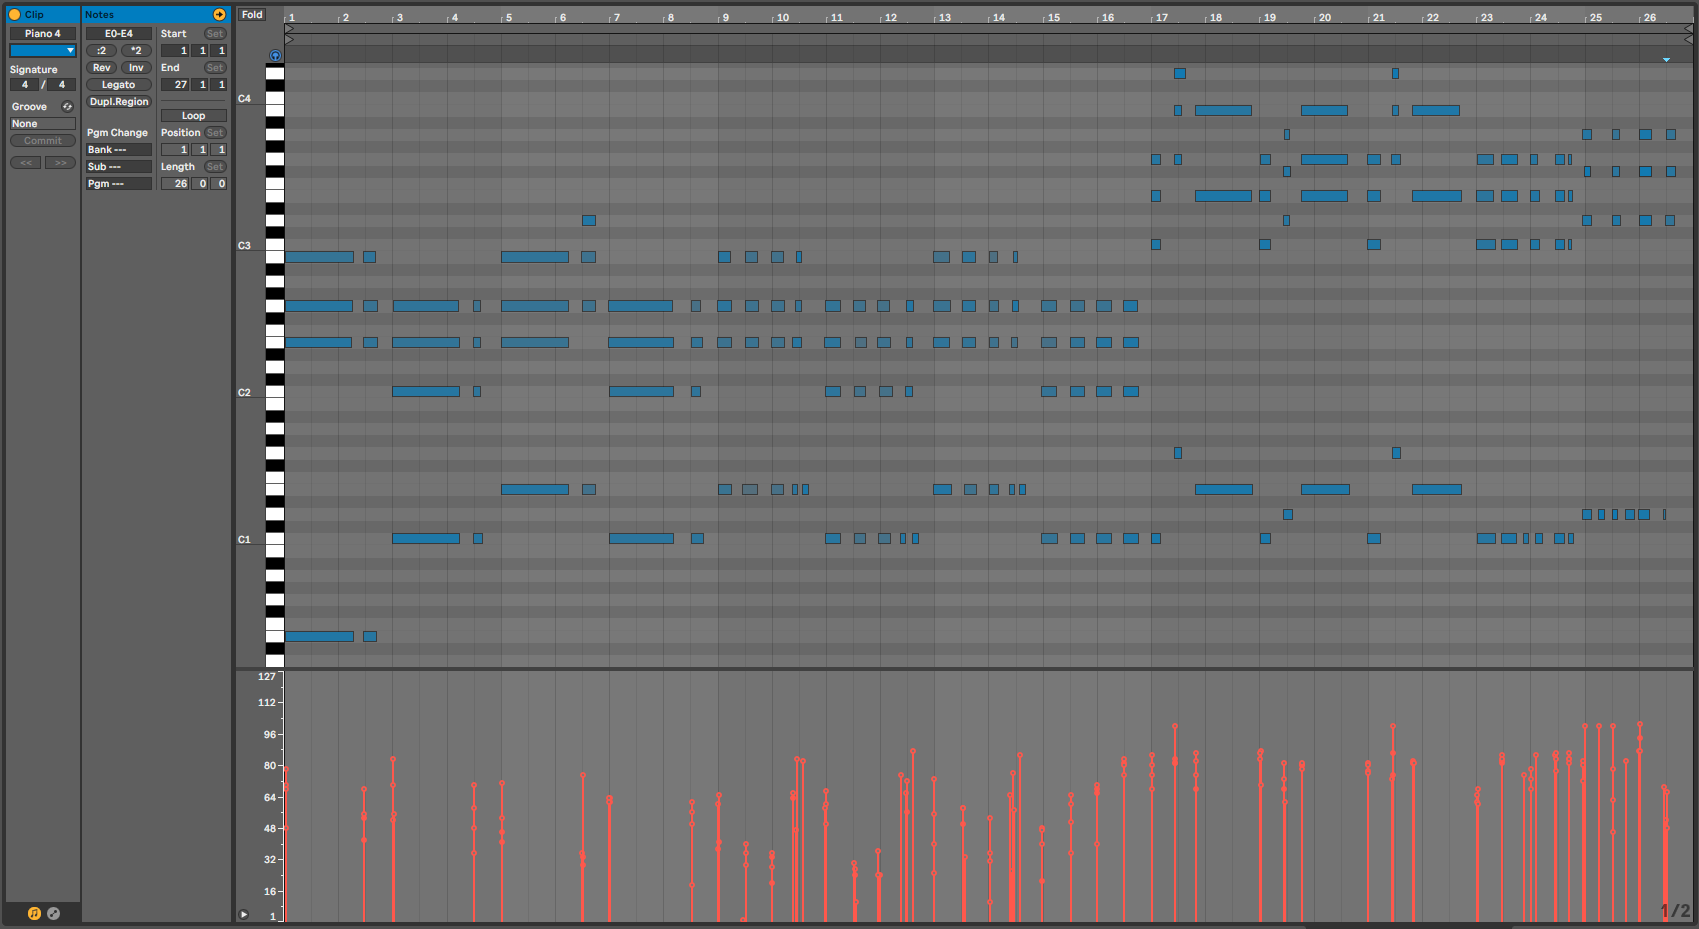 Clip
Piano 4
Signature
4 / 4
Groove
None
Commit
<< >>
Notes
E0-E4
:2 *2
Rev Inv
Legato
Dupl.Region
Pgm Change
Bank ---
Sub ---
Pgm ---
Start Set
1 1 1
End Set
27 1 1
Loop
Position Set
1 1 1
Length Set
26 0 0
Fold
1 2 3 4 5 6 7 8 9 10 11 12 13 14 15 16 17 18 19 20 21 22 23 24 25 26
C4
C3
C2
C1
127
112
96
80
64
48
32
16
1
1/2